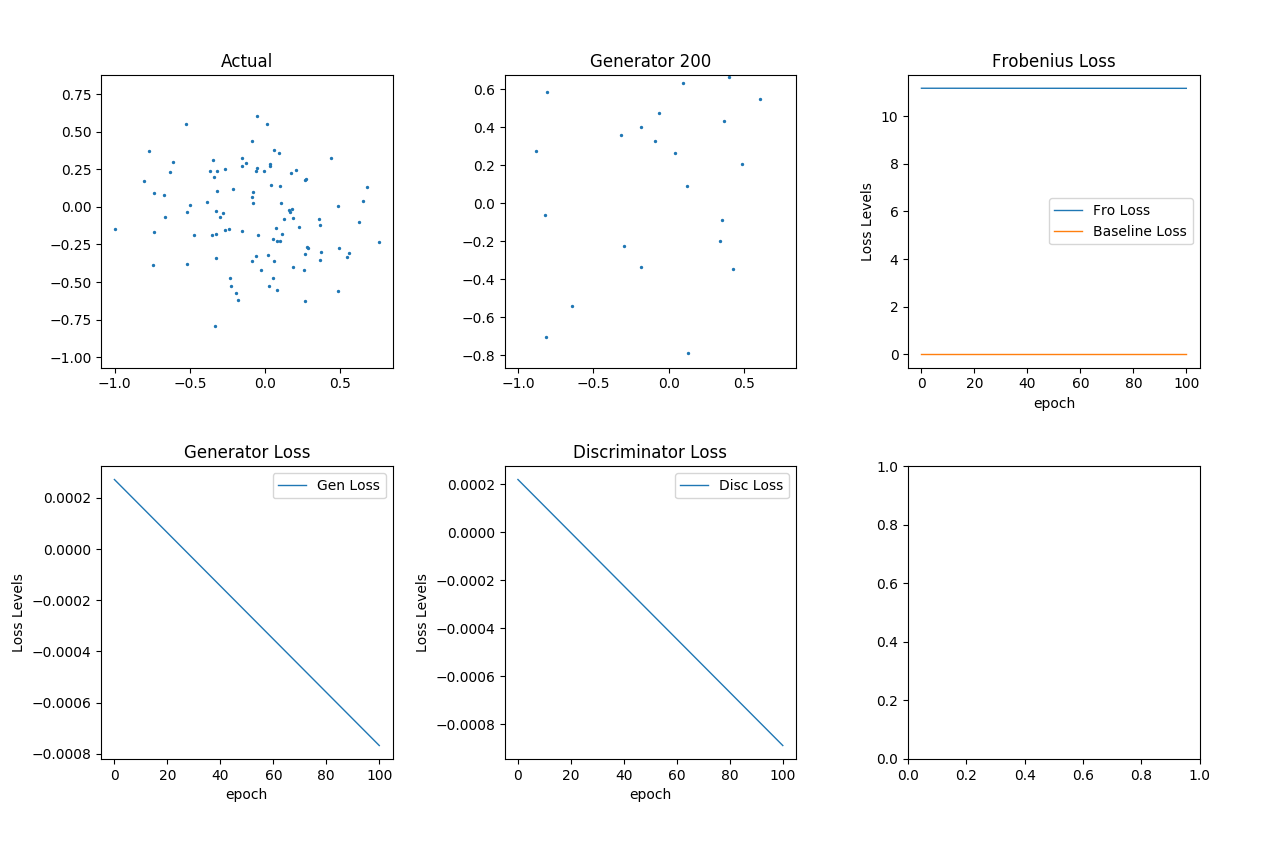 Actual
0.75
0.50
0.25
0.00
−0.25
−0.50
−0.75
−1.00
−1.0 −0.5 0.0 0.5
Generator 200
0.6
0.4
0.2
0.0
−0.2
−0.4
−0.6
−0.8
−1.0 −0.5 0.0 0.5
Frobenius Loss
Loss Levels
10
8
6
4
2
0
Fro Loss
Baseline Loss
0 20 40 60 80 100
epoch
Generator Loss
Loss Levels
Gen Loss
0.0002
0.0000
−0.0002
−0.0004
−0.0006
−0.0008
0 20 40 60 80 100
epoch
Discriminator Loss
Loss Levels
Disc Loss
0.0002
0.0000
−0.0002
−0.0004
−0.0006
−0.0008
0 20 40 60 80 100
epoch
1.0
0.8
0.6
0.4
0.2
0.0
0.0 0.2 0.4 0.6 0.8 1.0